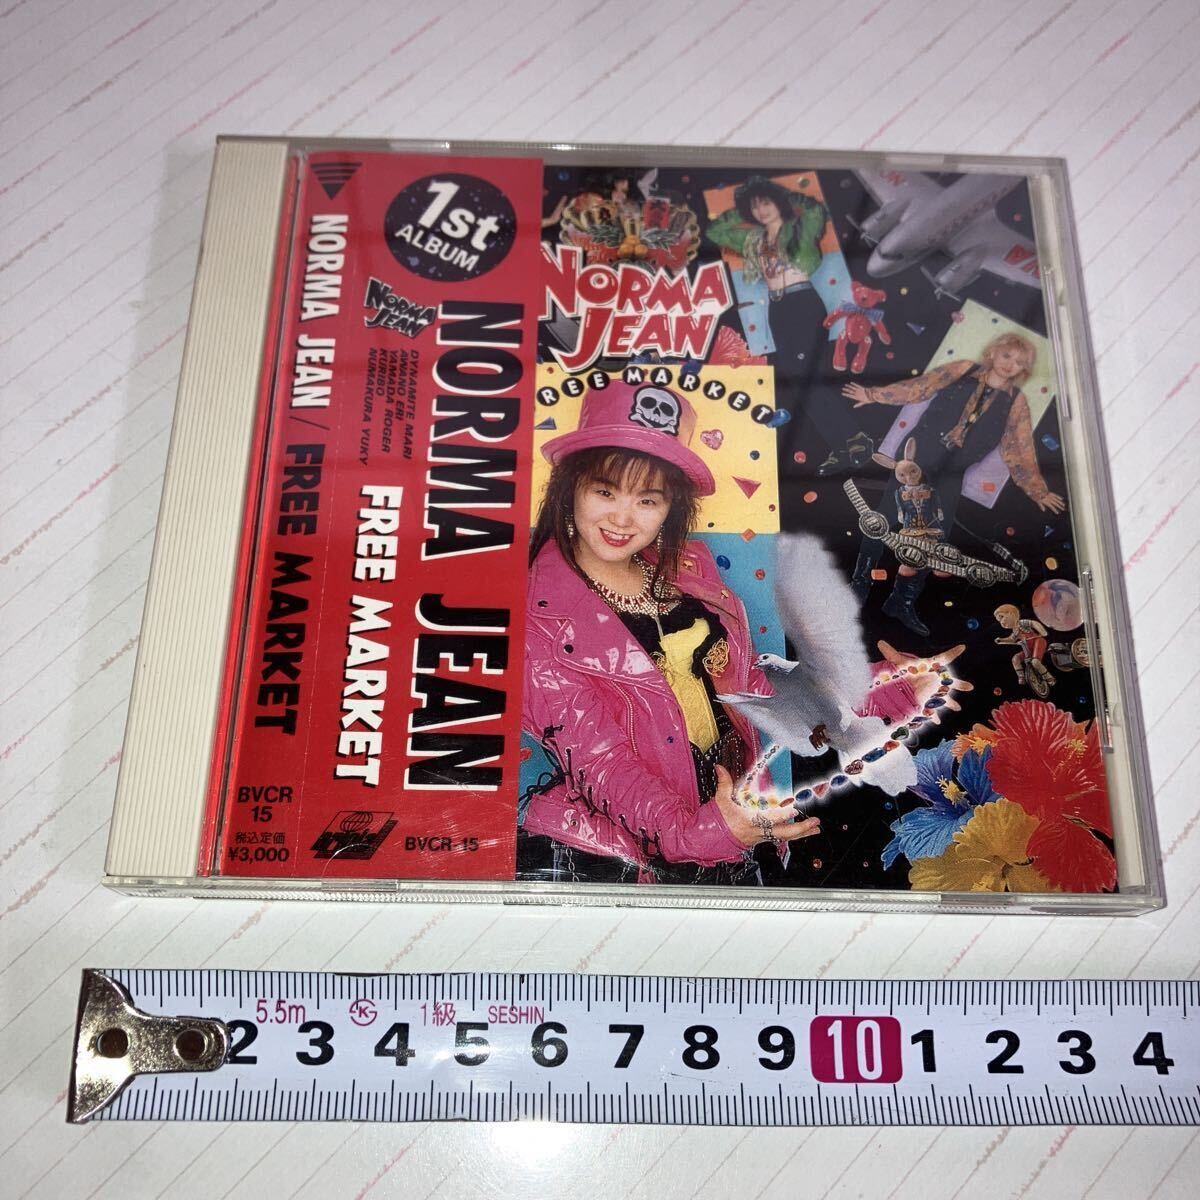 NORMA JEAN / FREE MARKET
BVCR
15
税込定価
¥3,000
1st
ALBUM
NORMA
JEAN
DYNAMITE MARI
AWANO ERI
YAMADA ROGER
KURIBO
NUMAKURA YUKY
NORMA JEAN
FREE MARKET
BVCR-15
NORMA
JEAN
REE MARKET
5.5m 1級 SESHIN
2 3 4 5 6 7 8 9 10 1 2 3 4